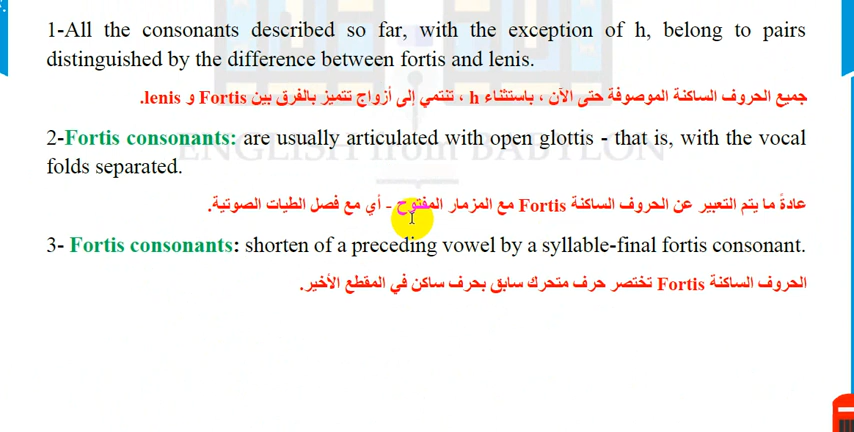 1-All the consonants described so far, with the exception of h, belong to pairs
distinguished by the difference between fortis and lenis.
جميع الحروف الساكنة الموصوفة حتى الآن ، باستثناء h ، تنتمي إلى أزواج تتميز بالفرق بين Fortis و lenis.
2-Fortis consonants: are usually articulated with open glottis - that is, with the vocal
folds separated.
عادةً ما يتم التعبير عن الحروف الساكنة Fortis مع المزمار المفتوح - أي مع فصل الطيات الصوتية.
3- Fortis consonants: shorten of a preceding vowel by a syllable-final fortis consonant.
الحروف الساكنة Fortis تختصر حرف متحرك سابق بحرف ساكن في المقطع الأخير.
ENGLISH from BABYLON